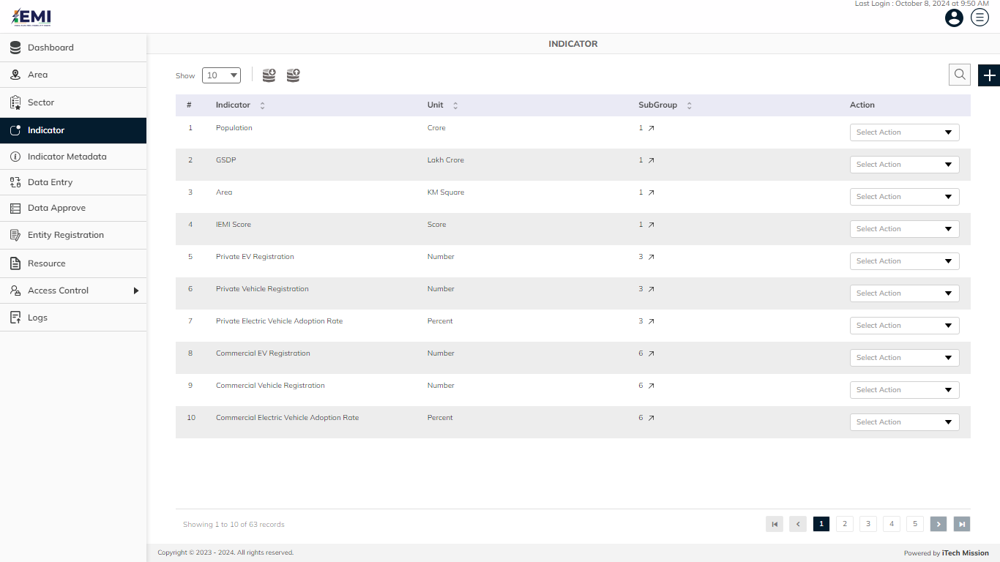 Last Login : October 8, 2024 at 9:50 AM
IEMI
Dashboard
Area
Sector
Indicator
Indicator Metadata
Data Entry
Data Approve
Entity Registration
Resource
Access Control
Logs
INDICATOR
Show 10
# Indicator Unit SubGroup Action
1 Population Crore 1 Select Action
2 GSDP Lakh Crore 1 Select Action
3 Area KM Square 1 Select Action
4 IEMI Score Score 1 Select Action
5 Private EV Registration Number 3 Select Action
6 Private Vehicle Registration Number 3 Select Action
7 Private Electric Vehicle Adoption Rate Percent 3 Select Action
8 Commercial EV Registration Number 6 Select Action
9 Commercial Vehicle Registration Number 6 Select Action
10 Commercial Electric Vehicle Adoption Rate Percent 6 Select Action
Showing 1 to 10 of 63 records
1 2 3 4 5
Copyright © 2023 - 2024. All rights reserved.
Powered by iTech Mission